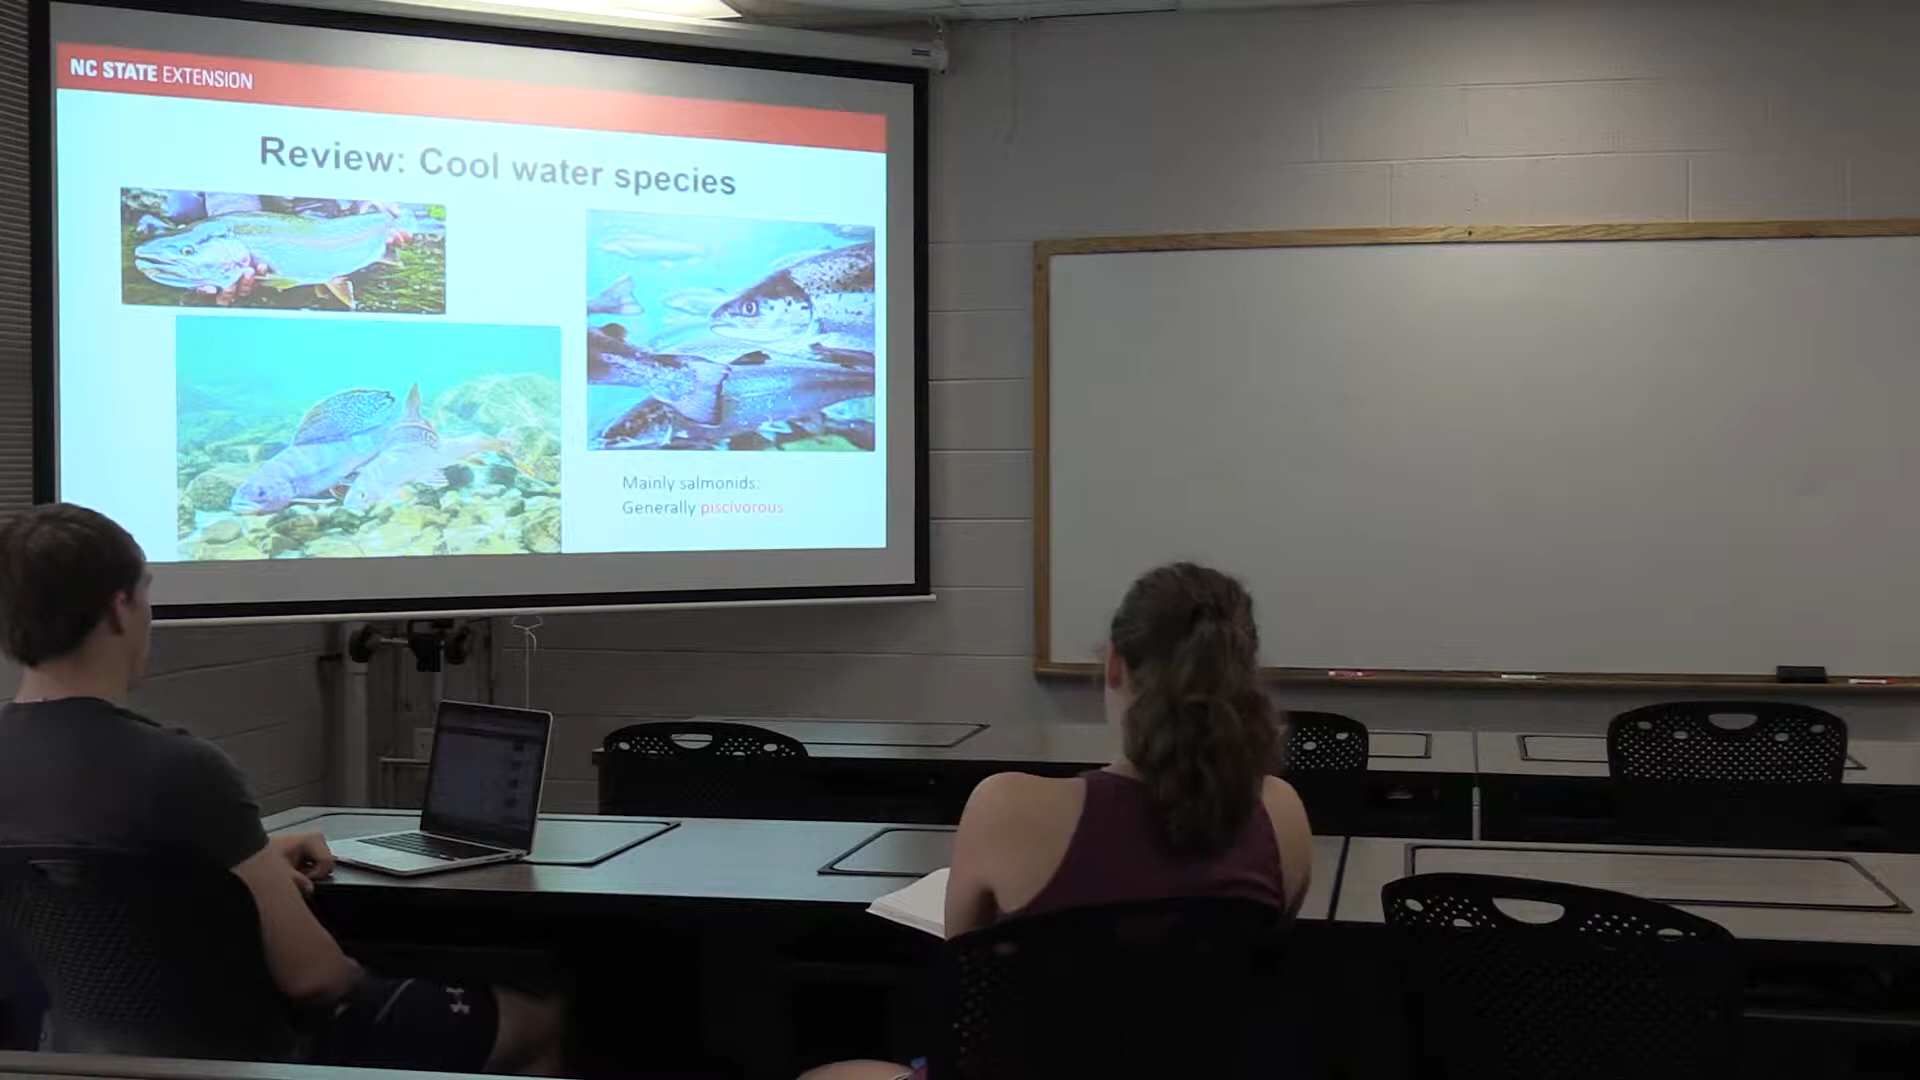 NC STATE EXTENSION
Review: Cool water species
Mainly salmonids:
Generally piscivorous